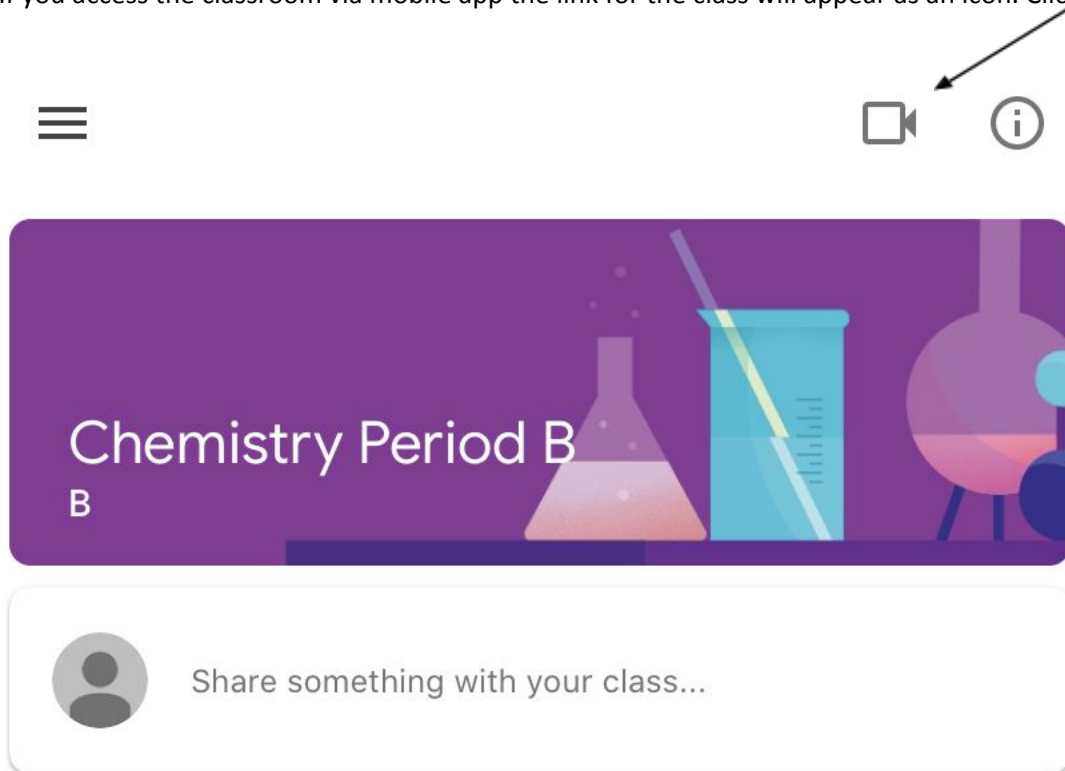 If you access the classroom via mobile app the link for the class will appear as an icon.
Chemistry Period B
B
Share something with your class...